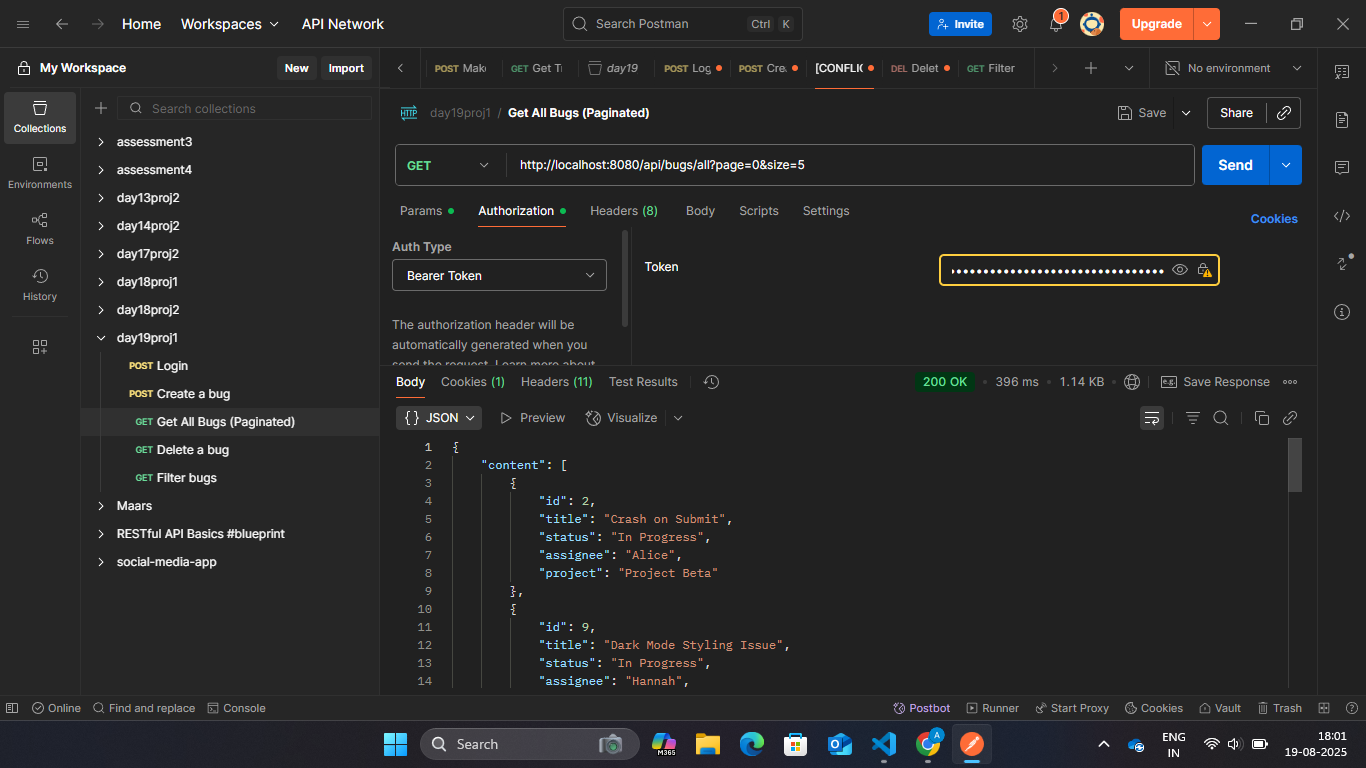 Home Workspaces API Network Search Postman Ctrl K Invite 1 Upgrade
My Workspace New Import POST Make GET Ti day19 POST Log POST Cre [CONFLIC DEL Delet GET Filter No environment
Collections
Environments
Flows
History
Search collections
assessment3
assessment4
day13proj2
day14proj2
day17proj2
day18proj1
day18proj2
day19proj1
POST Login
POST Create a bug
GET Get All Bugs (Paginated)
GET Delete a bug
GET Filter bugs
Maars
RESTful API Basics #blueprint
social-media-app
HTTP day19proj1 / Get All Bugs (Paginated) Save Share
GET http://localhost:8080/api/bugs/all?page=0&size=5 Send
Params Authorization Headers (8) Body Scripts Settings Cookies
Auth Type
Bearer Token
Token
The authorization header will be
automatically generated when you
send the request. Learn more about
Body Cookies (1) Headers (11) Test Results 200 OK 396 ms 1.14 KB e.g. Save Response
{} JSON Preview Visualize
1 {
2 "content": [
3 {
4 "id": 2,
5 "title": "Crash on Submit",
6 "status": "In Progress",
7 "assignee": "Alice",
8 "project": "Project Beta"
9 },
10 {
11 "id": 9,
12 "title": "Dark Mode Styling Issue",
13 "status": "In Progress",
14 "assignee": "Hannah",
Online Find and replace Console Postbot Runner Start Proxy Cookies Vault Trash
Search M365 A ENG
IN
18:01
19-08-2025